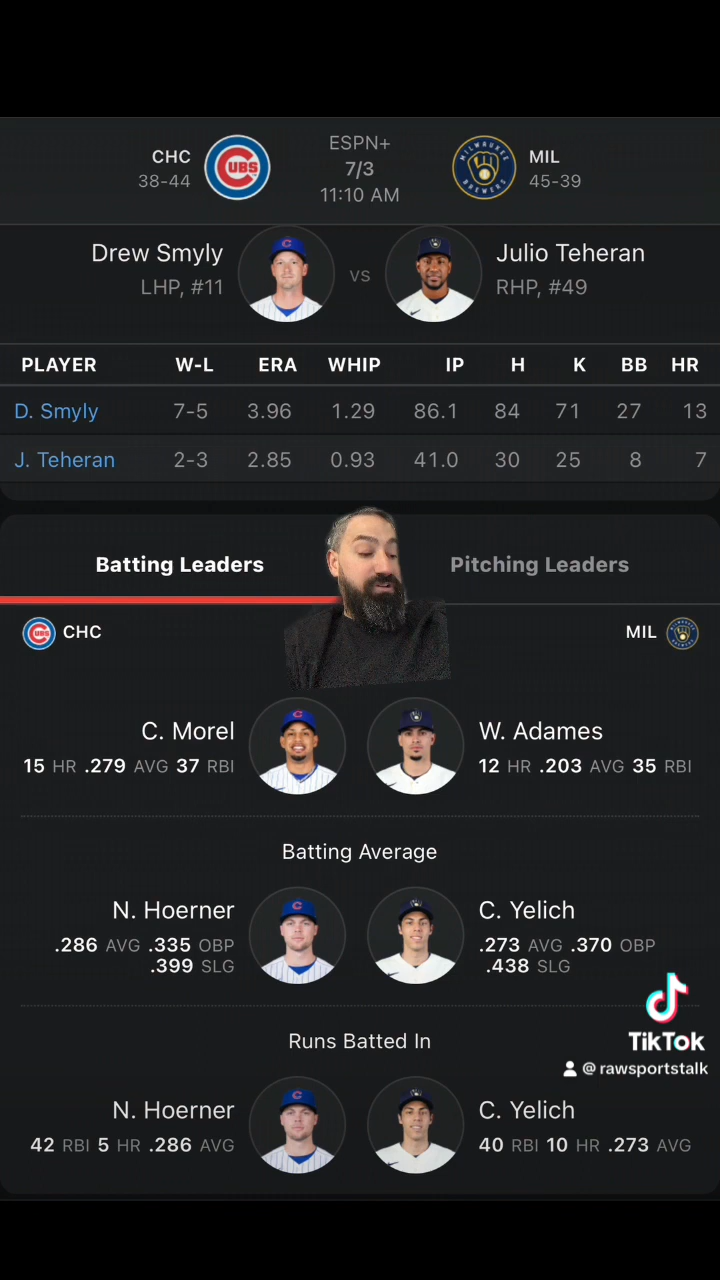 ESPN+
CHC
CUBS
7/3
MILWAUKEE BREWERS
MIL
38-44
11:10 AM
45-39
Drew Smyly
LHP, #11
vs
Julio Teheran
RHP, #49
PLAYER W-L ERA WHIP IP H K BB HR
D. Smyly 7-5 3.96 1.29 86.1 84 71 27 13
J. Teheran 2-3 2.85 0.93 41.0 30 25 8 7
Batting Leaders
Pitching Leaders
CUBS CHC
MIL
C. Morel
15 HR .279 AVG 37 RBI
W. Adames
12 HR .203 AVG 35 RBI
Batting Average
N. Hoerner
.286 AVG .335 OBP
.399 SLG
C. Yelich
.273 AVG .370 OBP
.438 SLG
TikTok
@rawsportstalk
Runs Batted In
N. Hoerner
42 RBI 5 HR .286 AVG
C. Yelich
40 RBI 10 HR .273 AVG